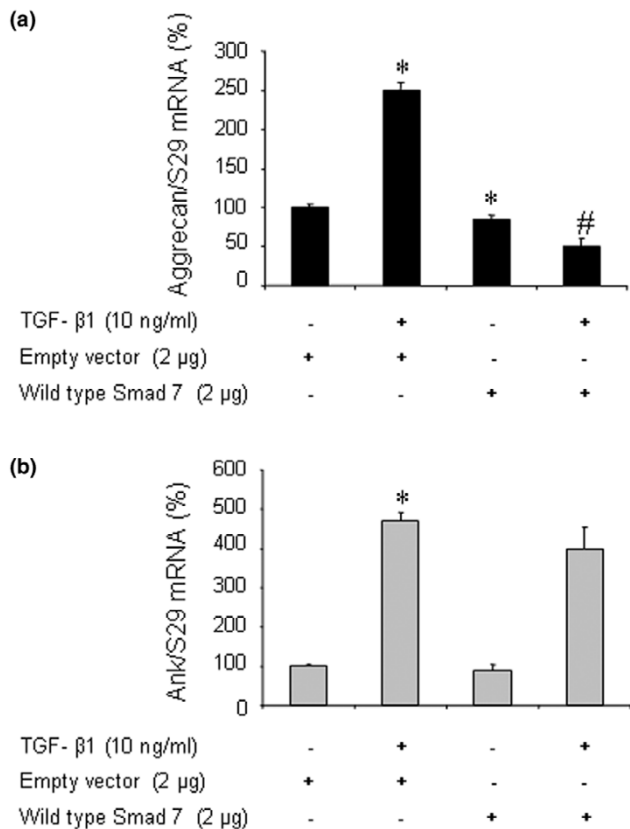 (a)
Aggrecan/S29 mRNA (%)
300
250
200
150
100
50
0
*
*
#
TGF- β1 (10 ng/ml) - + - +
Empty vector (2 µg) + + - -
Wild type Smad 7 (2 µg) - - + +
(b)
Ank/S29 mRNA (%)
600
500
400
300
200
100
0
*
TGF- β1 (10 ng/ml) - + - +
Empty vector (2 µg) + + - -
Wild type Smad 7 (2 µg) - - + +